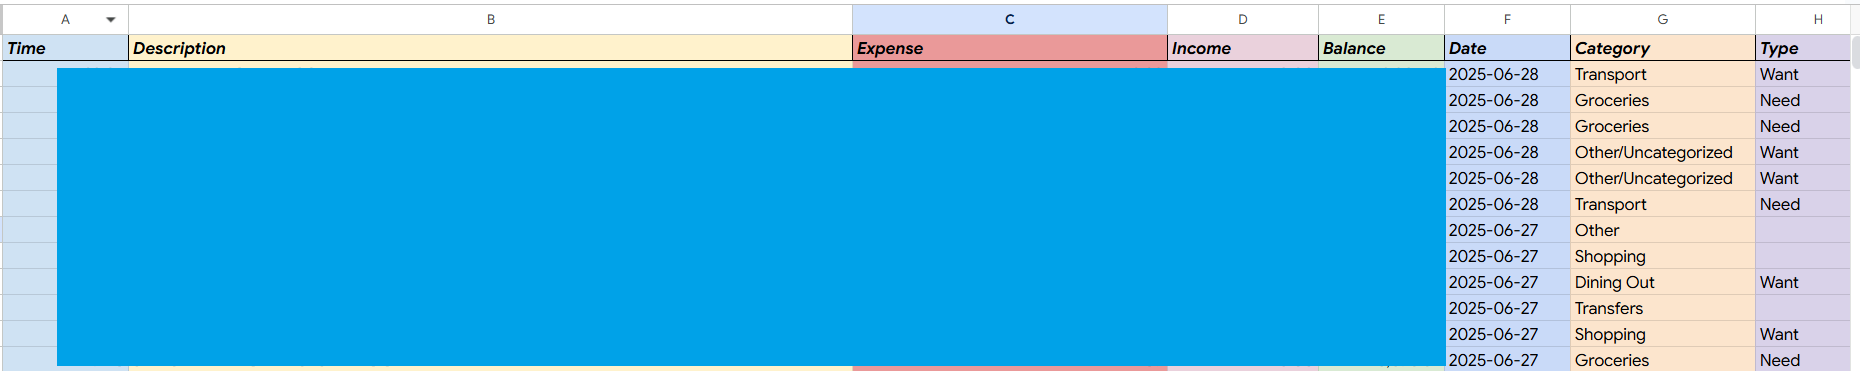 A B C D E F G H
Time Description Expense Income Balance Date Category Type
2025-06-28 Transport Want
2025-06-28 Groceries Need
2025-06-28 Groceries Need
2025-06-28 Other/Uncategorized Want
2025-06-28 Other/Uncategorized Want
2025-06-28 Transport Need
2025-06-27 Other
2025-06-27 Shopping
2025-06-27 Dining Out Want
2025-06-27 Transfers
2025-06-27 Shopping Want
2025-06-27 Groceries Need